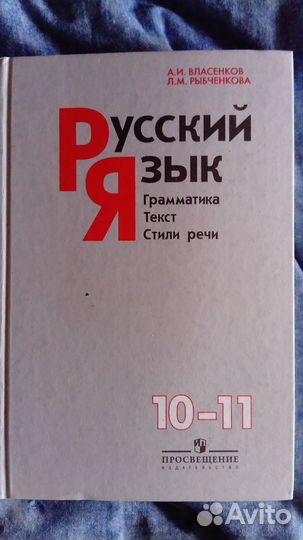 А.И. ВЛАСЕНКОВ
Л.М. РЫБЧЕНКОВА
РУССКИЙ
ЯЗЫК
Грамматика
Текст
Стили речи
10–11
ПРОСВЕЩЕНИЕ
ИЗДАТЕЛЬСТВО
Avito